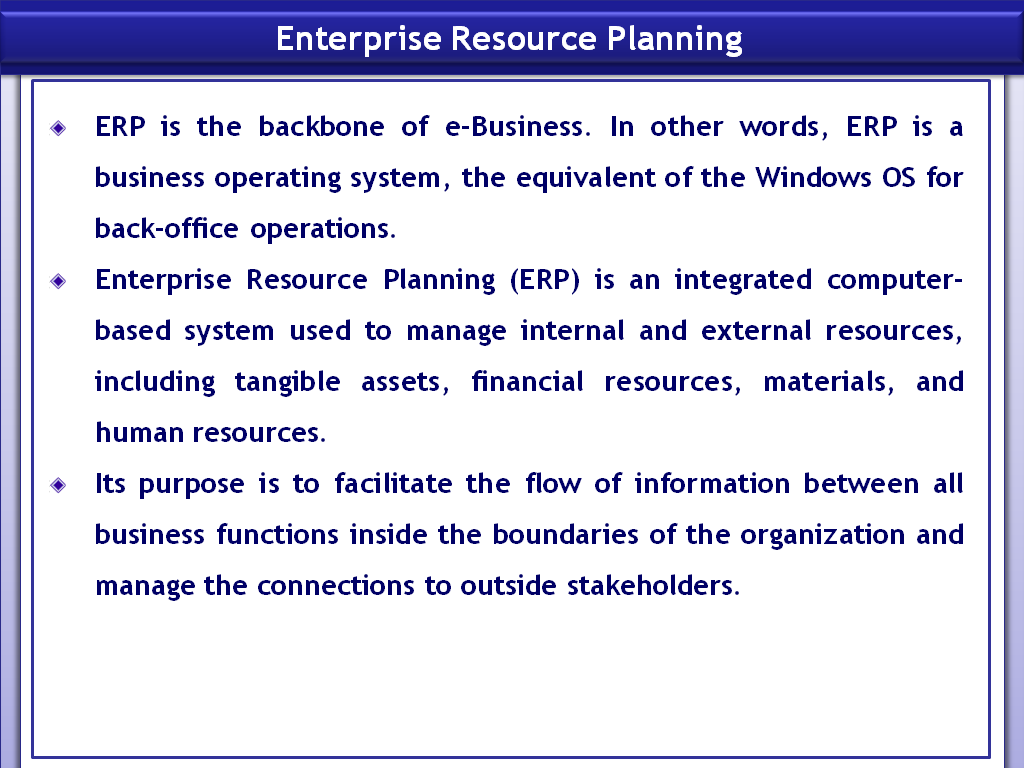 Enterprise Resource Planning
ERP is the backbone of e-Business. In other words, ERP is a
business operating system, the equivalent of the Windows OS for
back-office operations.
Enterprise Resource Planning (ERP) is an integrated computer-
based system used to manage internal and external resources,
including tangible assets, financial resources, materials, and
human resources.
Its purpose is to facilitate the flow of information between all
business functions inside the boundaries of the organization and
manage the connections to outside stakeholders.